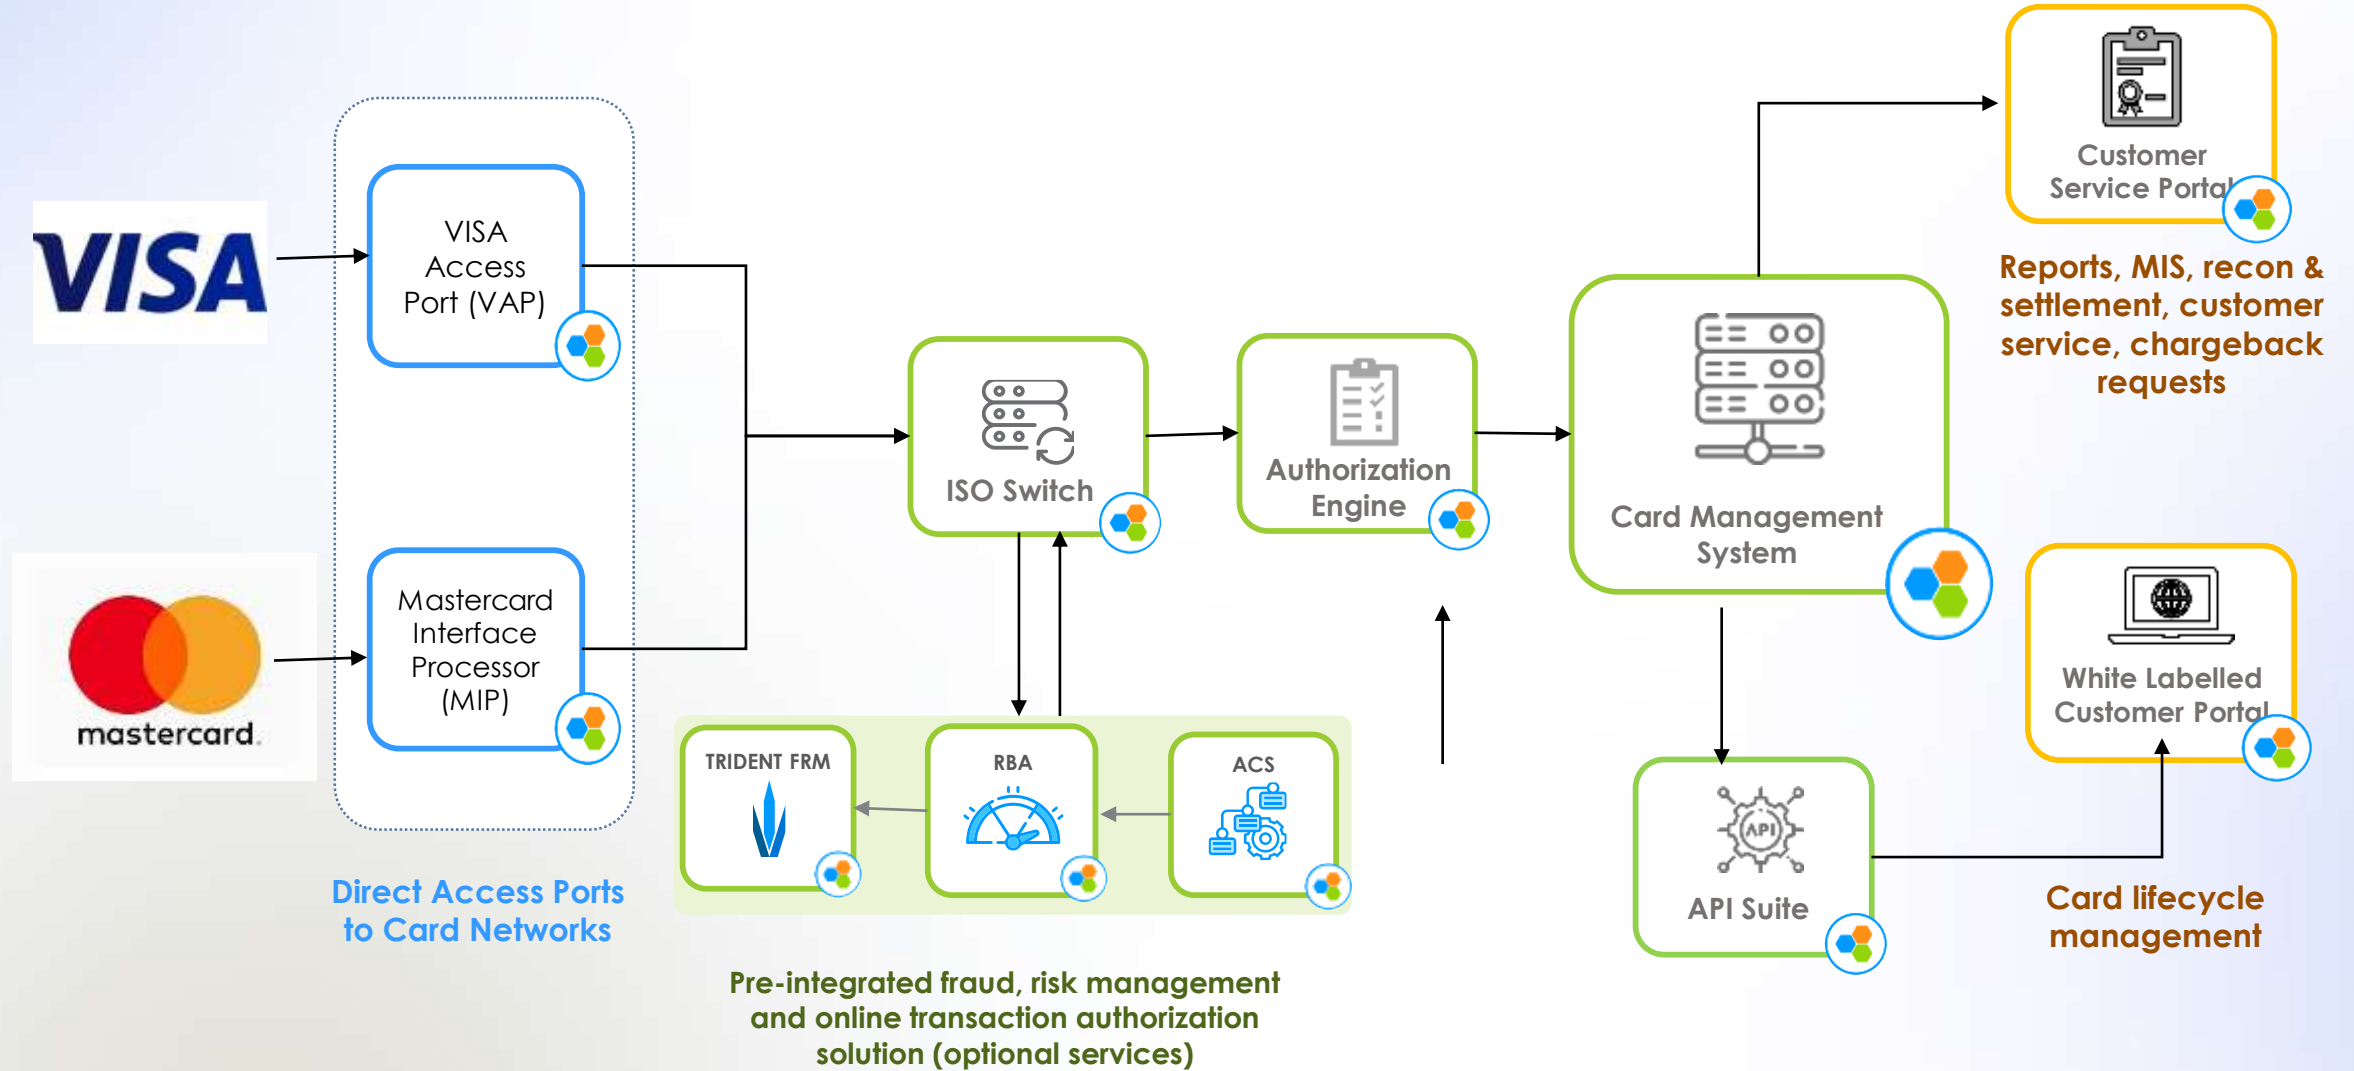 VISA
VISA
Access
Port (VAP)
mastercard.
Mastercard
Interface
Processor
(MIP)
Direct Access Ports
to Card Networks
ISO Switch
Authorization
Engine
Card Management
System
Customer
Service Portal
Reports, MIS, recon &
settlement, customer
service, chargeback
requests
TRIDENT FRM
RBA
ACS
Pre-integrated fraud, risk management
and online transaction authorization
solution (optional services)
API
API Suite
White Labelled
Customer Portal
Card lifecycle
management